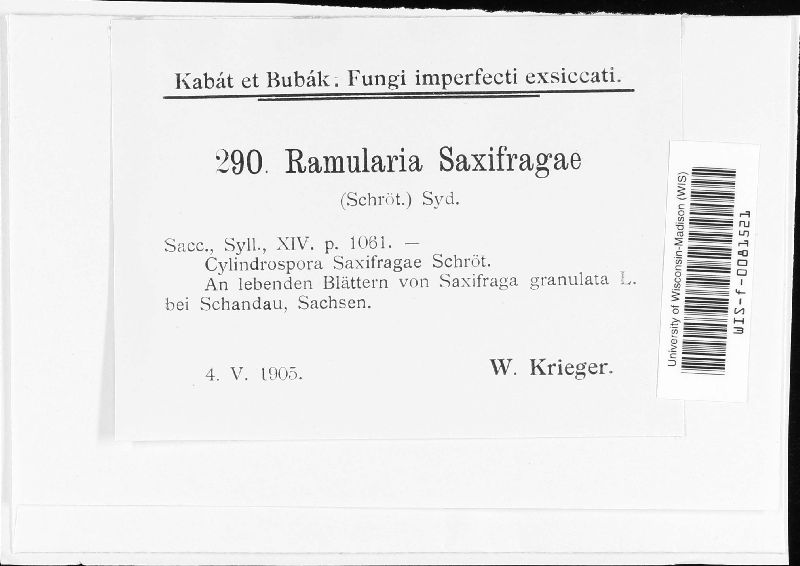 Kabát et Bubák: Fungi imperfecti exsiccati.
290. Ramularia Saxifragae
(Schröt.) Syd.
Sacc., Syll., XIV. p. 1061. —
Cylindrospora Saxifragae Schröt.
An lebenden Blättern von Saxifraga granulata L.
bei Schandau, Sachsen.
4. V. 1905.
W. Krieger.
University of Wisconsin-Madison (WIS)
WIS-f-0081521